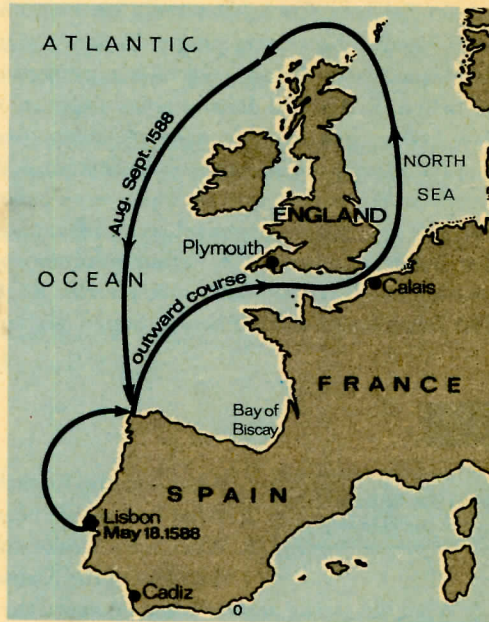 ATLANTIC
Aug. Sept. 1588
NORTH
SEA
ENGLAND
Plymouth
OCEAN
outward course
Calais
FRANCE
Bay of
Biscay
SPAIN
Lisbon
May 18.1588
Cadiz
0